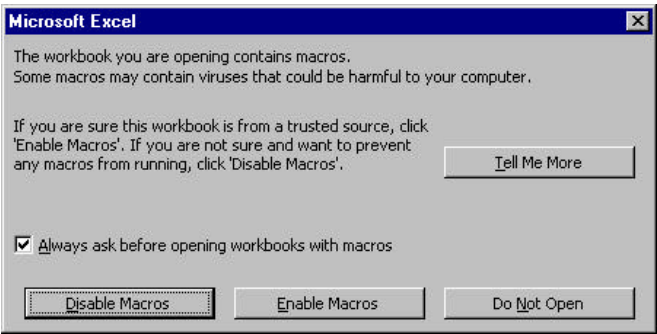 Microsoft Excel
The workbook you are opening contains macros.
Some macros may contain viruses that could be harmful to your computer.
If you are sure this workbook is from a trusted source, click
'Enable Macros'. If you are not sure and want to prevent
any macros from running, click 'Disable Macros'.
Tell Me More
Always ask before opening workbooks with macros
Disable Macros
Enable Macros
Do Not Open